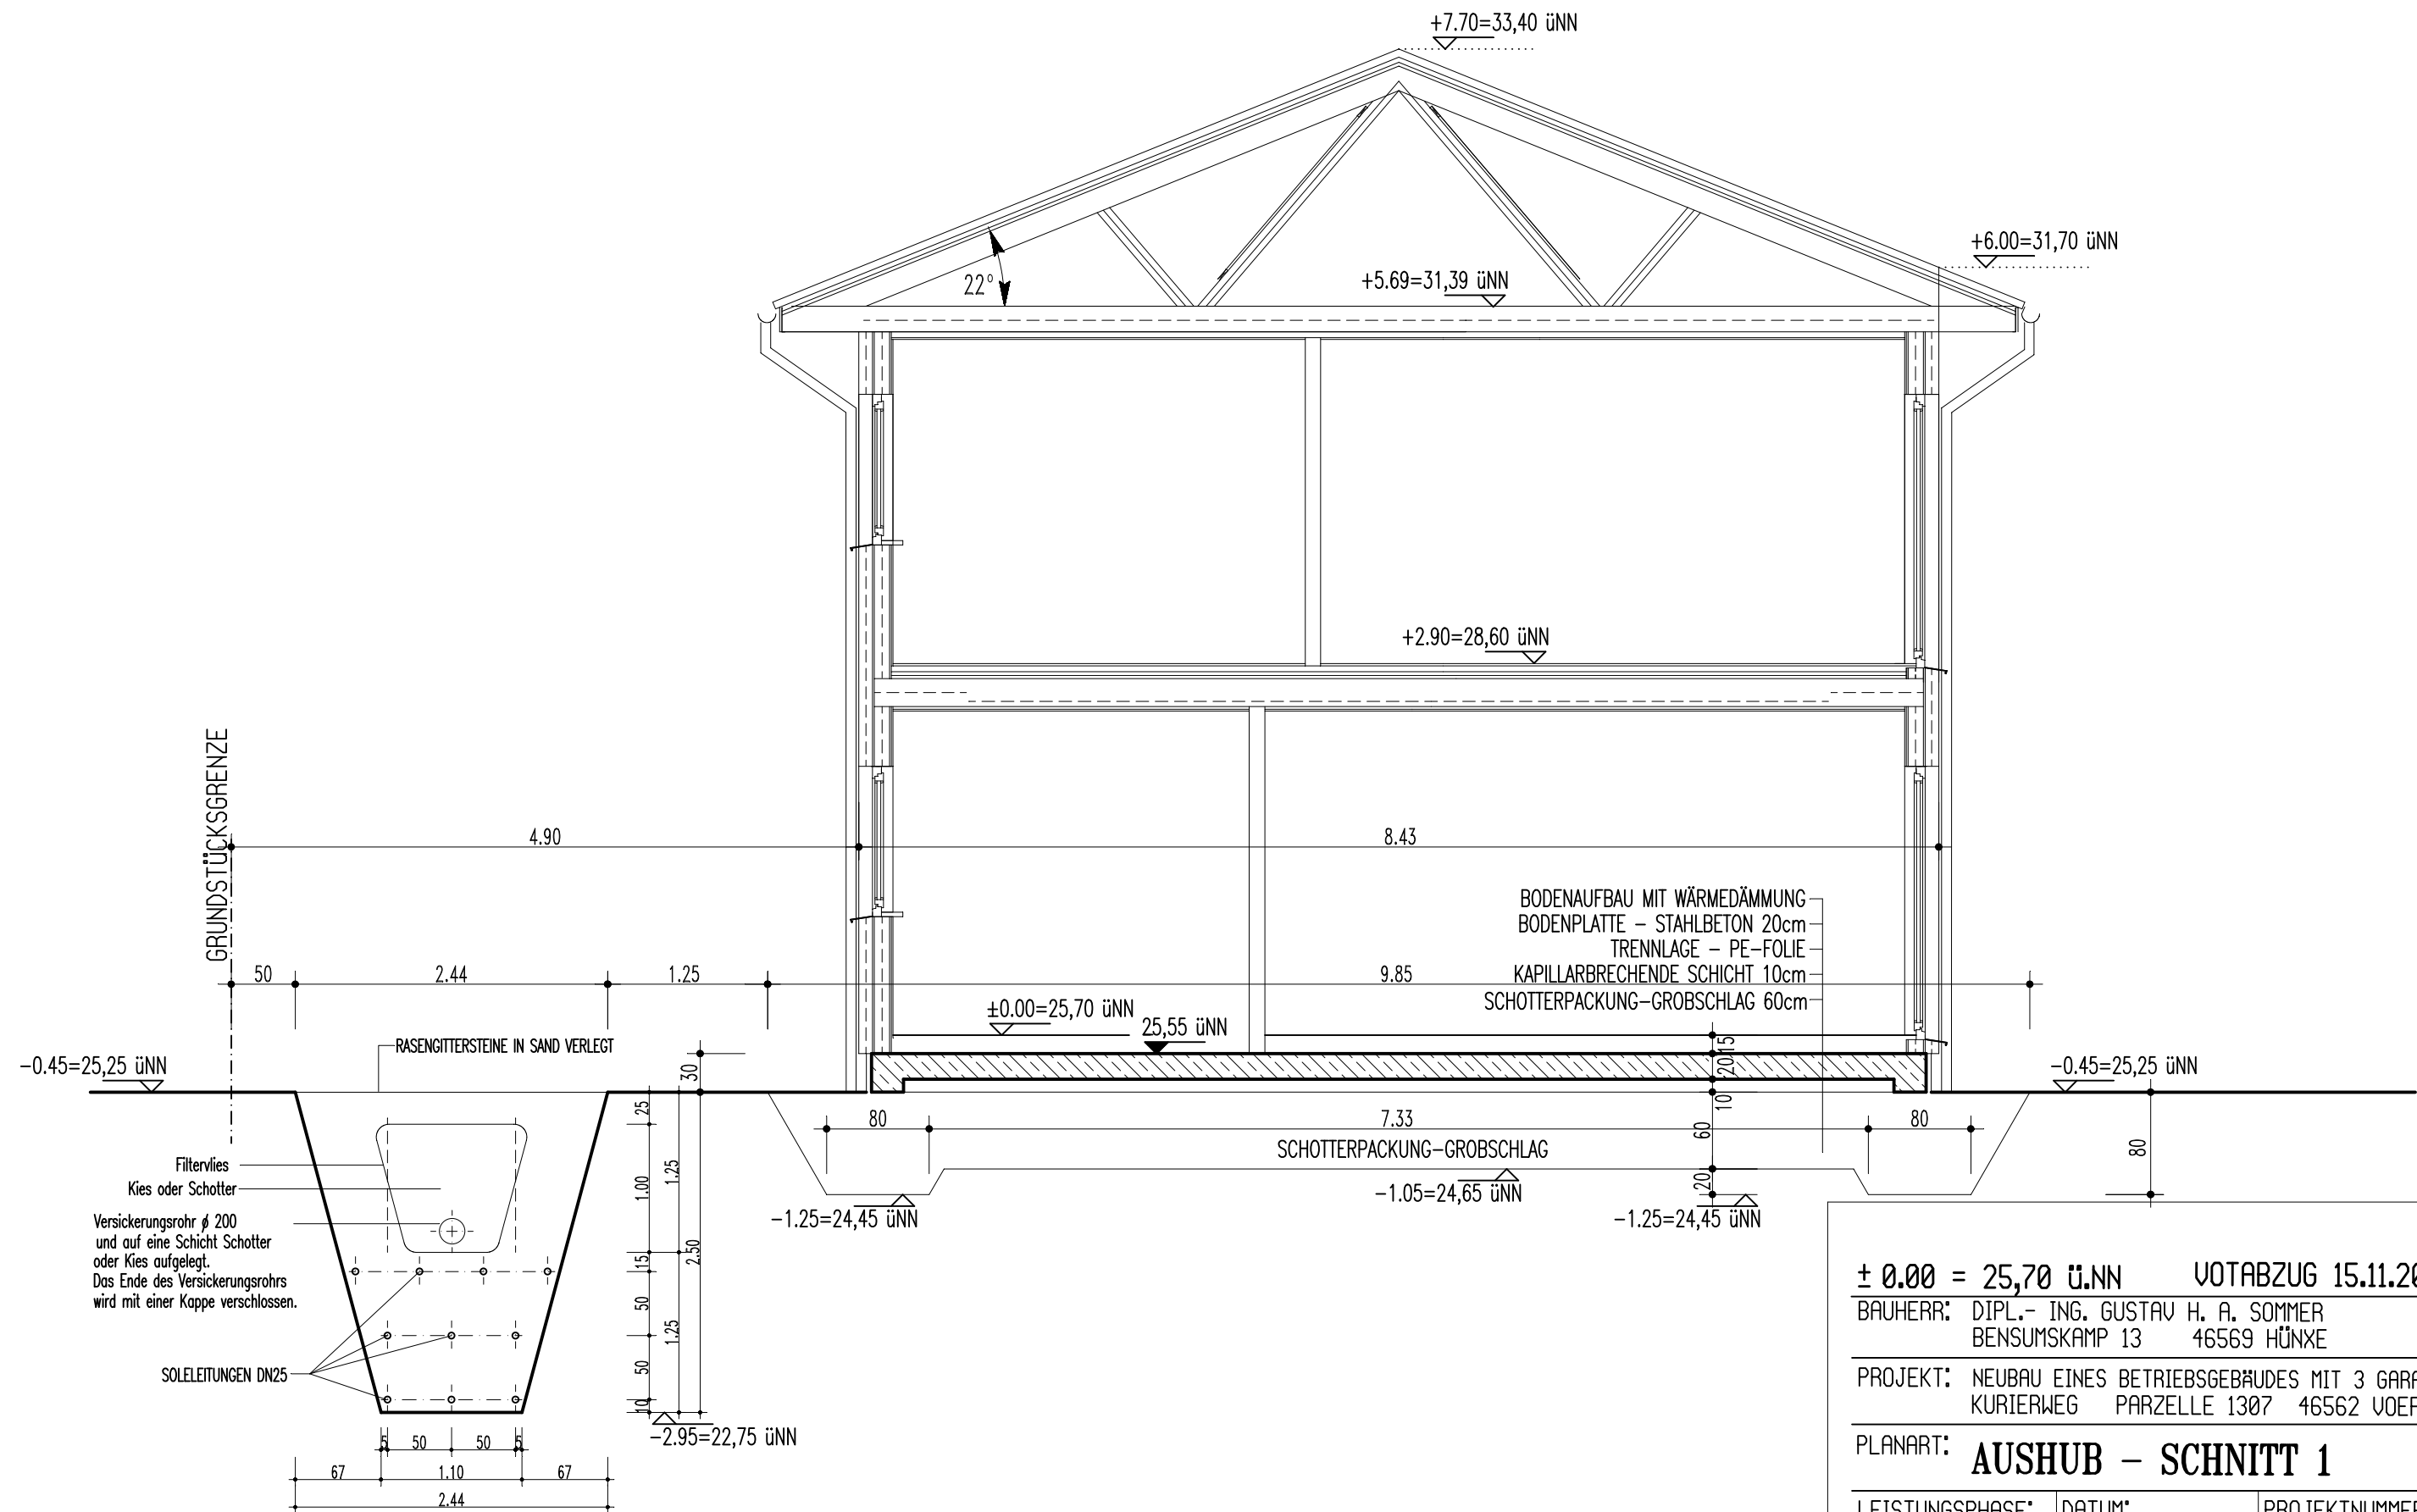 +7.70=33,40 üNN
+6.00=31,70 üNN
22°
+5.69=31,39 üNN
+2.90=28,60 üNN
GRUNDSTÜCKSGRENZE
4.90
8.43
BODENAUFBAU MIT WÄRMEDÄMMUNG
BODENPLATTE – STAHLBETON 20cm
TRENNLAGE – PE–FOLIE
KAPILLARBRECHENDE SCHICHT 10cm
SCHOTTERPACKUNG–GROBSCHLAG 60cm
50
2.44
1.25
9.85
±0.00=25,70 üNN
25,55 üNN
RASENGITTERSTEINE IN SAND VERLEGT
–0.45=25,25 üNN
–0.45=25,25 üNN
30
15
20
10
60
20
80
7.33
80
80
SCHOTTERPACKUNG–GROBSCHLAG
–1.05=24,65 üNN
–1.25=24,45 üNN
–1.25=24,45 üNN
Filtervlies
Kies oder Schotter
Versickerungsrohr ø 200
und auf eine Schicht Schotter
oder Kies aufgelegt.
Das Ende des Versickerungsrohrs
wird mit einer Kappe verschlossen.
SOLELEITUNGEN DN25
25
1.00
15
50
50
10
1.25
1.25
2.50
–2.95=22,75 üNN
5 50 50 5
67 1.10 67
2.44
± 0.00 = 25,70 Ü.NN VOTABZUG 15.11.20
BAUHERR: DIPL.- ING. GUSTAV H. A. SOMMER
BENSUMSKAMP 13 46569 HÜNXE
PROJEKT: NEUBAU EINES BETRIEBSGEBÄUDES MIT 3 GARA
KURIERWEG PARZELLE 1307 46562 VOER
PLANART: AUSHUB – SCHNITT 1
LEISTUNGSPHASE: DATUM: PROJEKTNUMMER